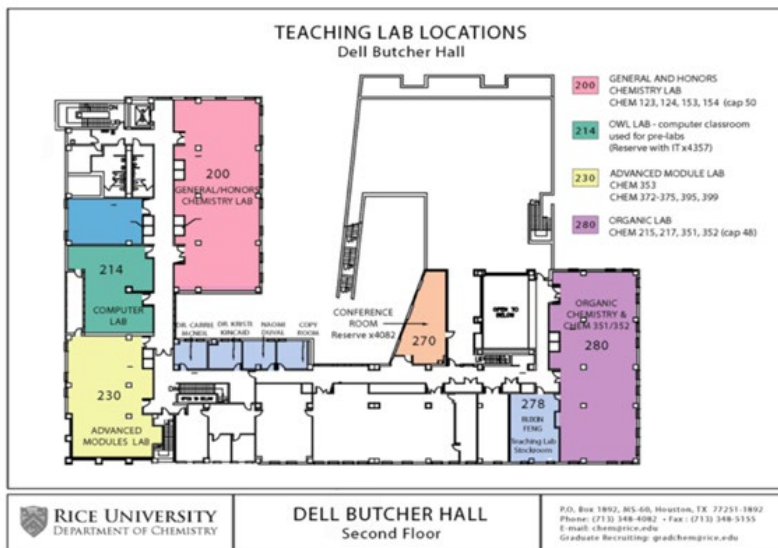 TEACHING LAB LOCATIONS
Dell Butcher Hall
200 GENERAL AND HONORS
CHEMISTRY LAB
CHEM 123, 124, 153, 154 (cap 50
214 OWL LAB - computer classroom
used for pre-labs
(Reserve with IT x4357)
230 ADVANCED MODULE LAB
CHEM 353
CHEM 372-375, 395, 399
280 ORGANIC LAB
CHEM 215, 217, 351, 352 (cap 48)
200
GENERAL/HONORS
CHEMISTRY LAB
214
COMPUTER
LAB
DR. CARRIE
MCNEIL
DR. KRISTI
KINCAID
NAOMI
DUVAL
COPY
ROOM
CONFERENCE
ROOM
Reserve x4082
270
OPEN TO
BELOW
ORGANIC
CHEMISTRY &
CHEM 351/352
280
230
ADVANCED
MODULES LAB
OPEN TO BELOW
278
FENG
Teaching Lab
Stockroom
RICE UNIVERSITY
DEPARTMENT OF CHEMISTRY
DELL BUTCHER HALL
Second Floor
P.O. Box 1892, MS-60, Houston, TX 77251-1892
Phone: (713) 348-4082 • Fax : (713) 348-5155
E-mail: chem@rice.edu
Graduate Recruiting: gradchem@rice.edu